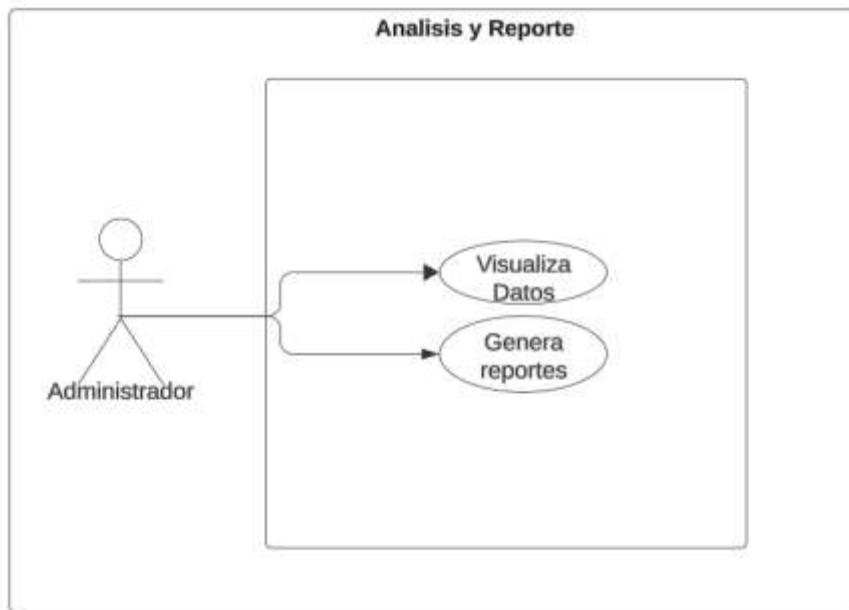 Analisis y Reporte
Visualiza
Datos
Genera
reportes
Administrador